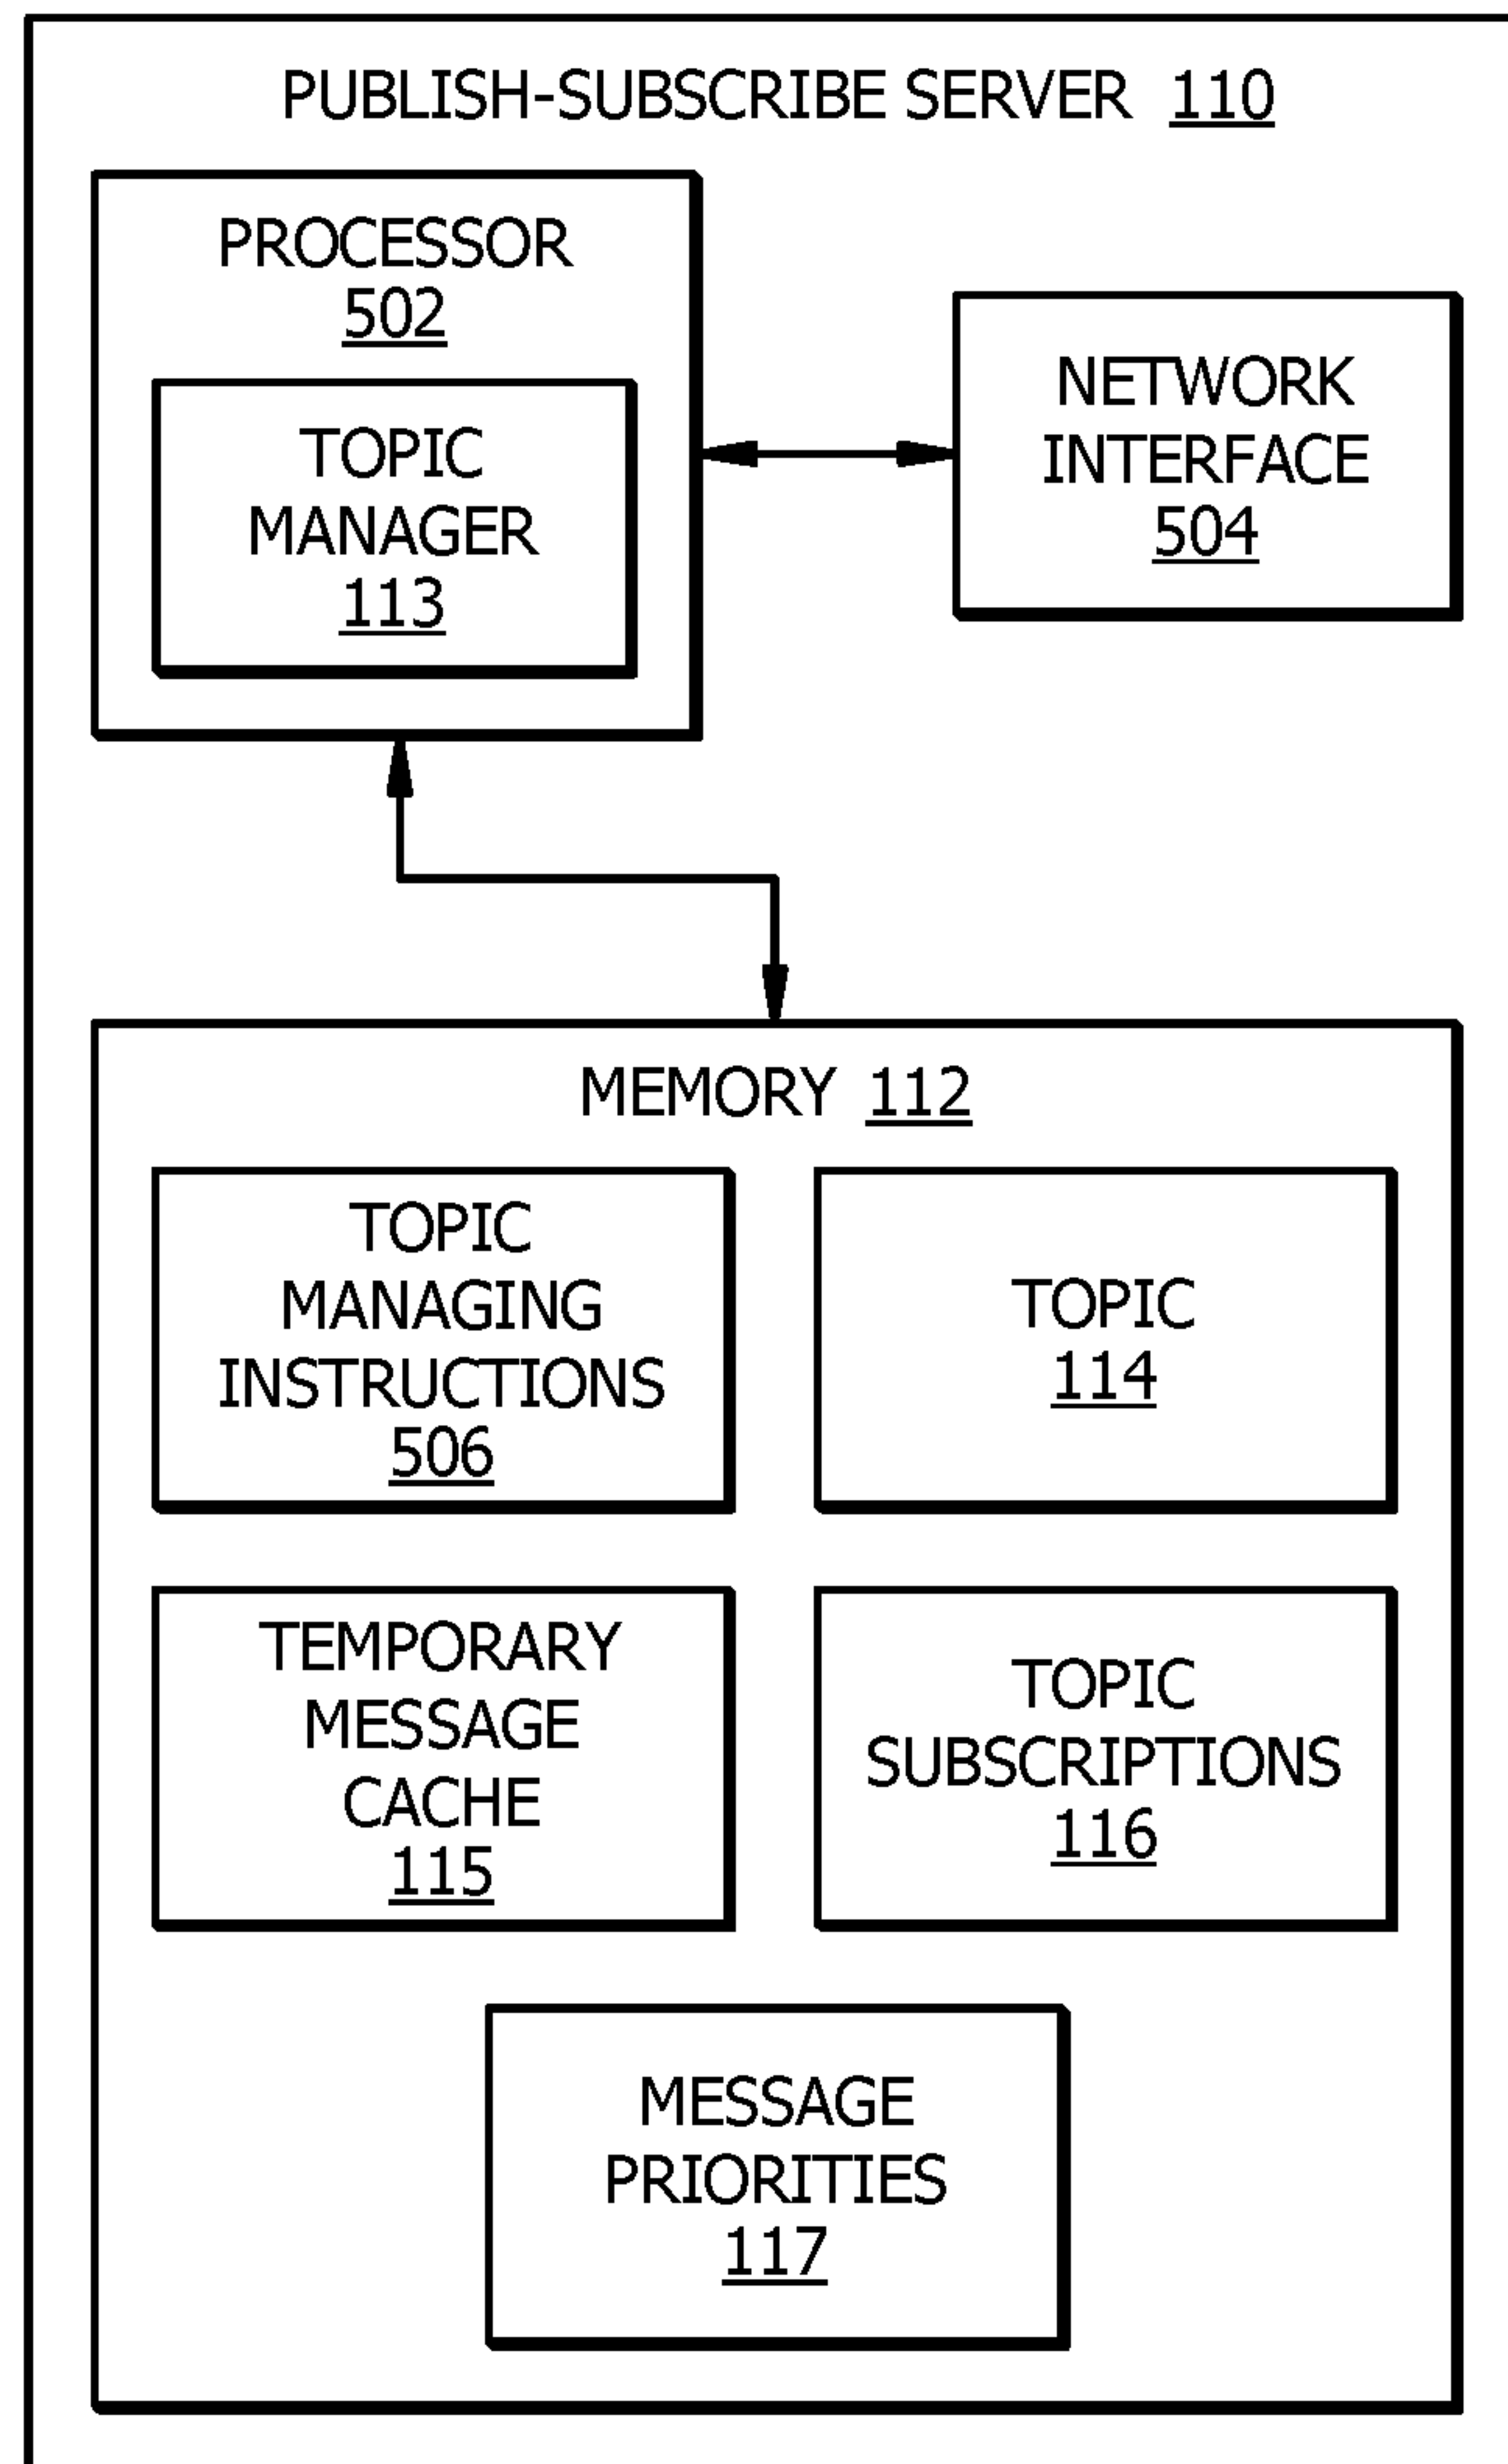 PUBLISH-SUBSCRIBE SERVER 110
PROCESSOR
502
TOPIC
MANAGER
113
NETWORK
INTERFACE
504
MEMORY 112
TOPIC
MANAGING
INSTRUCTIONS
506
TOPIC
114
TEMPORARY
MESSAGE
CACHE
115
TOPIC
SUBSCRIPTIONS
116
MESSAGE
PRIORITIES
117